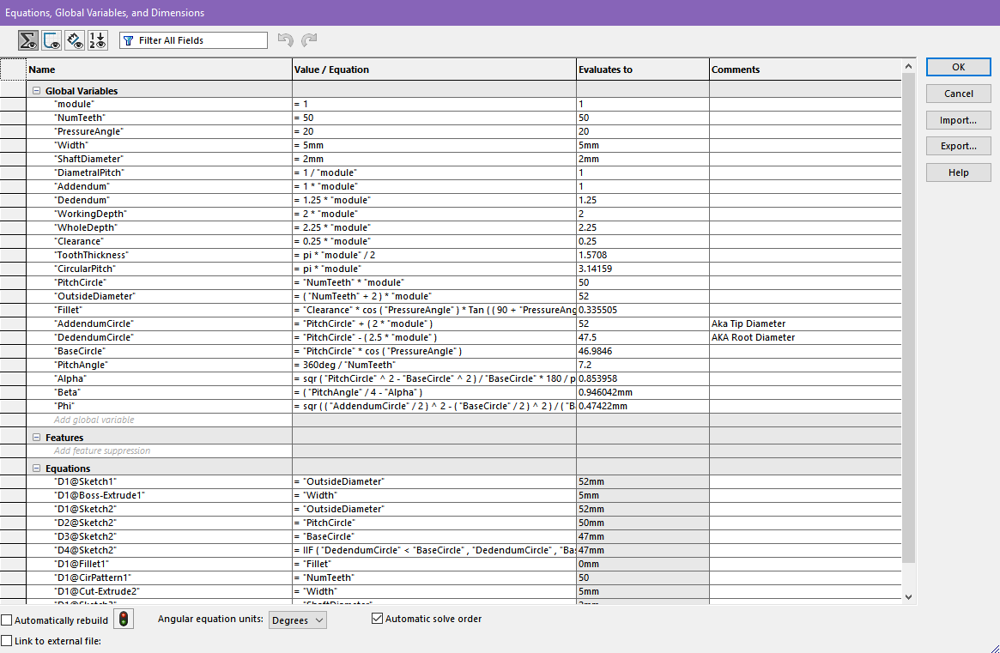 Equations, Global Variables, and Dimensions
Filter All Fields
Name Value / Equation Evaluates to Comments
OK
Global Variables
"module" = 1 1
Cancel
"NumTeeth" = 50 50
Import...
"PressureAngle" = 20 20
"Width" = 5mm 5mm
Export...
"ShaftDiameter" = 2mm 2mm
"DiametralPitch" = 1 / "module" 1
Help
"Addendum" = 1 * "module" 1
"Dedendum" = 1.25 * "module" 1.25
"WorkingDepth" = 2 * "module" 2
"WholeDepth" = 2.25 * "module" 2.25
"Clearance" = 0.25 * "module" 0.25
"ToothThickness" = pi * "module" / 2 1.5708
"CircularPitch" = pi * "module" 3.14159
"PitchCircle" = "NumTeeth" * "module" 50
"OutsideDiameter" = ( "NumTeeth" + 2 ) * "module" 52
"Fillet" = "Clearance" * cos ( "PressureAngle" ) * Tan ( ( 90 + "PressureAng 0.335505
"AddendumCircle" = "PitchCircle" + ( 2 * "module" ) 52 Aka Tip Diameter
"DedendumCircle" = "PitchCircle" - ( 2.5 * "module" ) 47.5 AKA Root Diameter
"BaseCircle" = "PitchCircle" * cos ( "PressureAngle" ) 46.9846
"PitchAngle" = 360deg / "NumTeeth" 7.2
"Alpha" = sqr ( "PitchCircle" ^ 2 - "BaseCircle" ^ 2 ) / "BaseCircle" * 180 / p 0.853958
"Beta" = ( "PitchAngle" / 4 - "Alpha" ) 0.946042mm
"Phi" = sqr ( ( "AddendumCircle" / 2 ) ^ 2 - ( "BaseCircle" / 2 ) ^ 2 ) / ( "B 0.47422mm
Add global variable
Features
Add feature suppression
Equations
"D1@Sketch1" = "OutsideDiameter" 52mm
"D1@Boss-Extrude1" = "Width" 5mm
"D1@Sketch2" = "OutsideDiameter" 52mm
"D2@Sketch2" = "PitchCircle" 50mm
"D3@Sketch2" = "BaseCircle" 47mm
"D4@Sketch2" = IIF ( "DedendumCircle" < "BaseCircle" , "DedendumCircle" , "Bas 47mm
"D1@Fillet1" = "Fillet" 0mm
"D1@CirPattern1" = "NumTeeth" 50
"D1@Cut-Extrude2" = "Width" 5mm
Automatically rebuild Angular equation units: Degrees Automatic solve order
Link to external file: